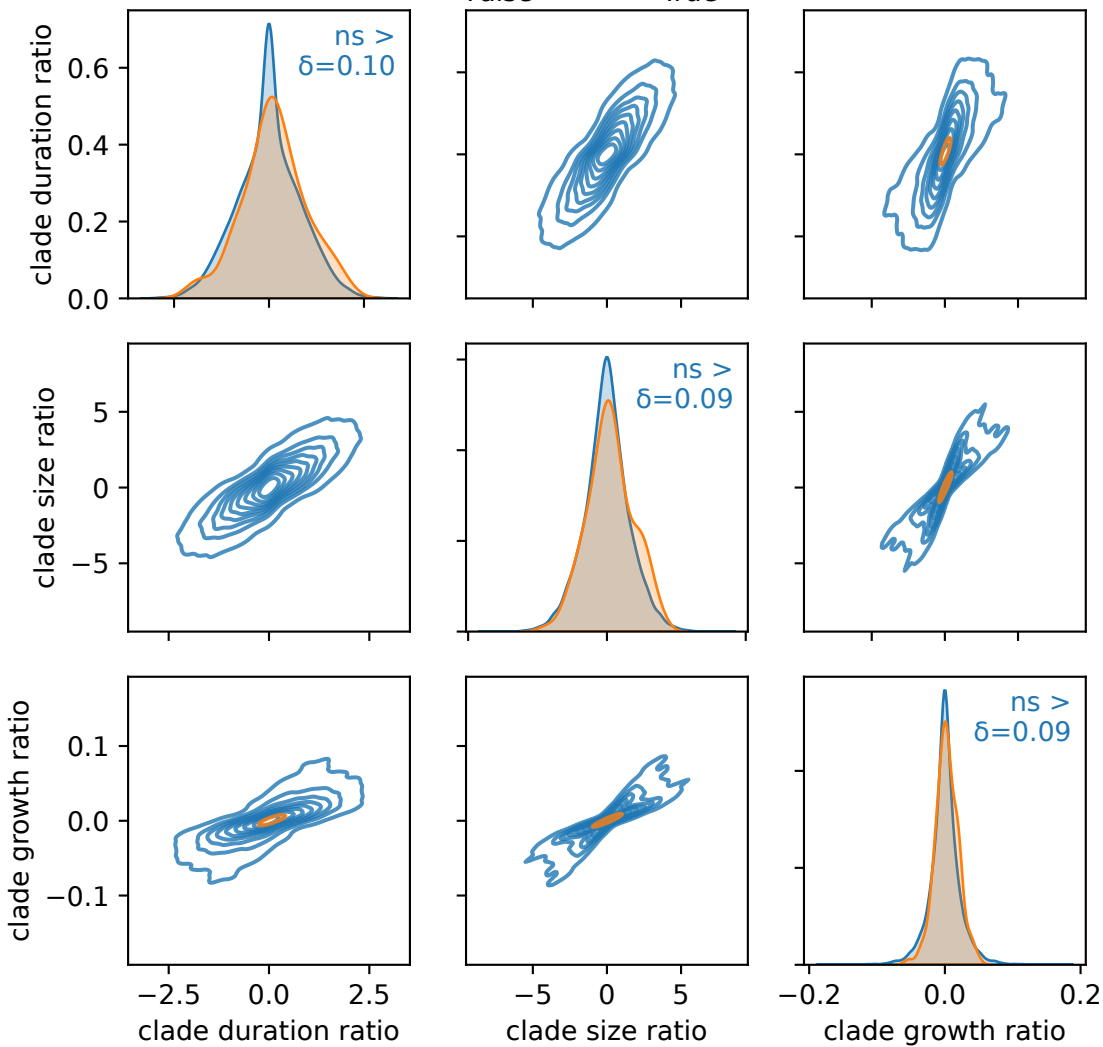 clade duration ratio
0.6
0.4
0.2
0.0
ns >
δ=0.10
clade size ratio
5
0
−5
ns >
δ=0.09
clade growth ratio
0.1
0.0
−0.1
ns >
δ=0.09
−2.5 0.0 2.5
−5 0 5
−0.2 0.0 0.2
clade duration ratio
clade size ratio
clade growth ratio